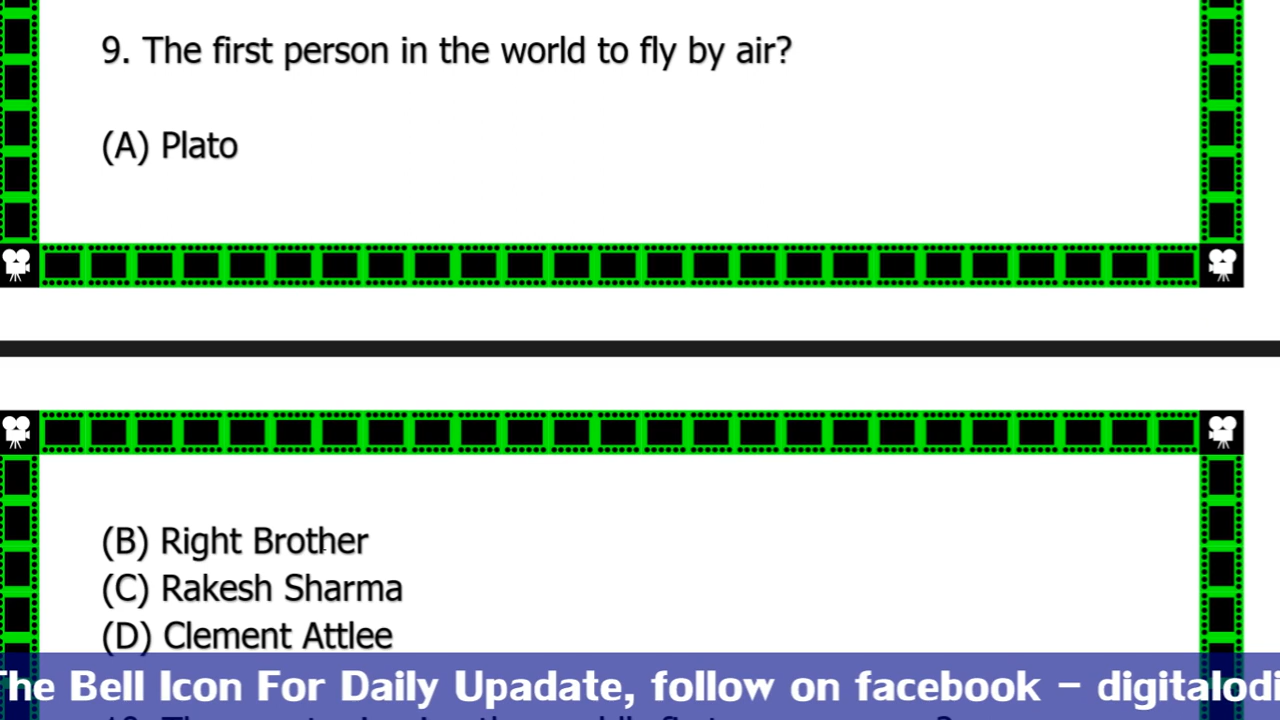 9. The first person in the world to fly by air?
(A) Plato
(B) Right Brother
(C) Rakesh Sharma
(D) Clement Attlee
The Bell Icon For Daily Upadate, follow on facebook – digitalodi